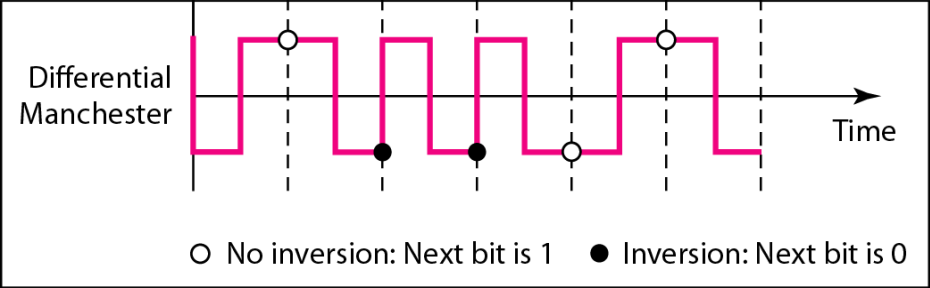 Differential
Manchester
Time
No inversion: Next bit is 1
Inversion: Next bit is 0